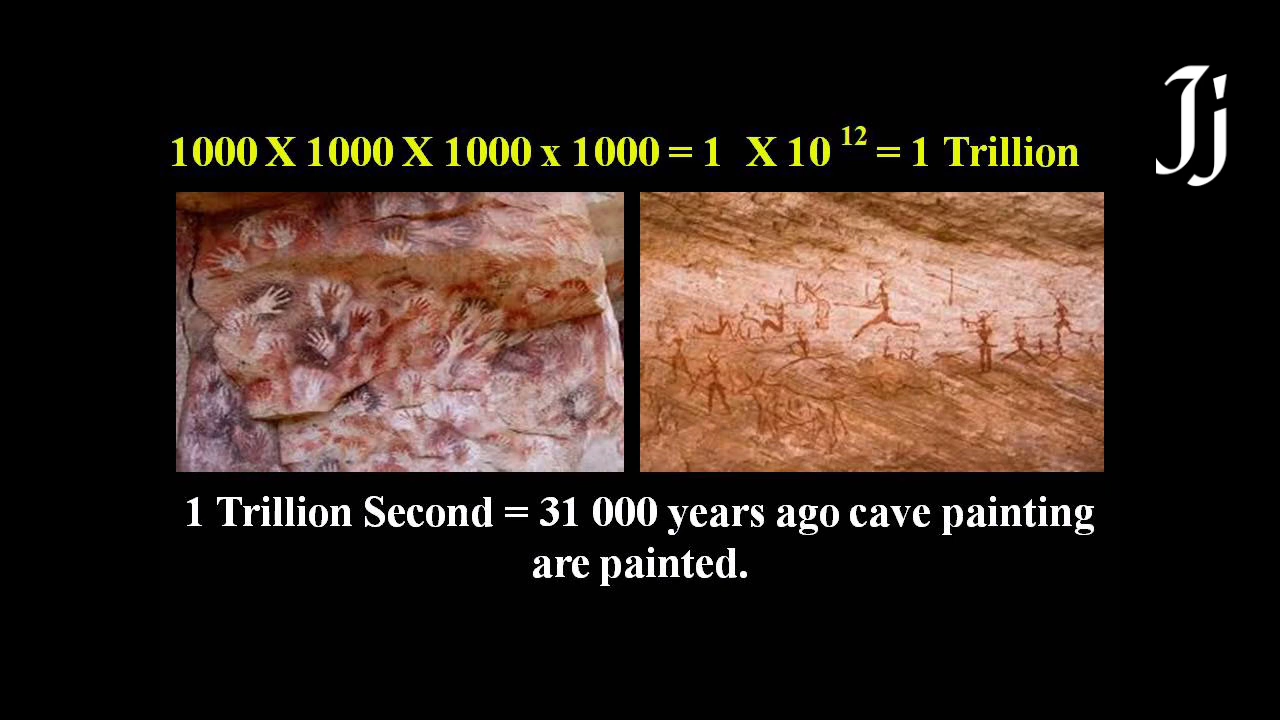 Jj
1000 X 1000 X 1000 x 1000 = 1 X 10 ¹² = 1 Trillion
1 Trillion Second = 31 000 years ago cave painting
are painted.